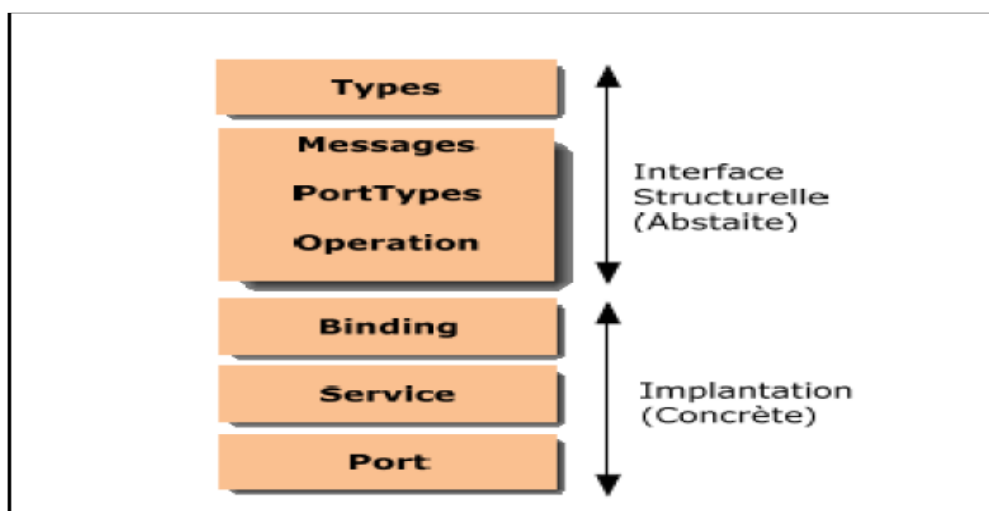 Types
Messages
PortTypes
Operation
Interface
Structurelle
(Abstaite)
Binding
Service
Port
Implantation
(Concrète)